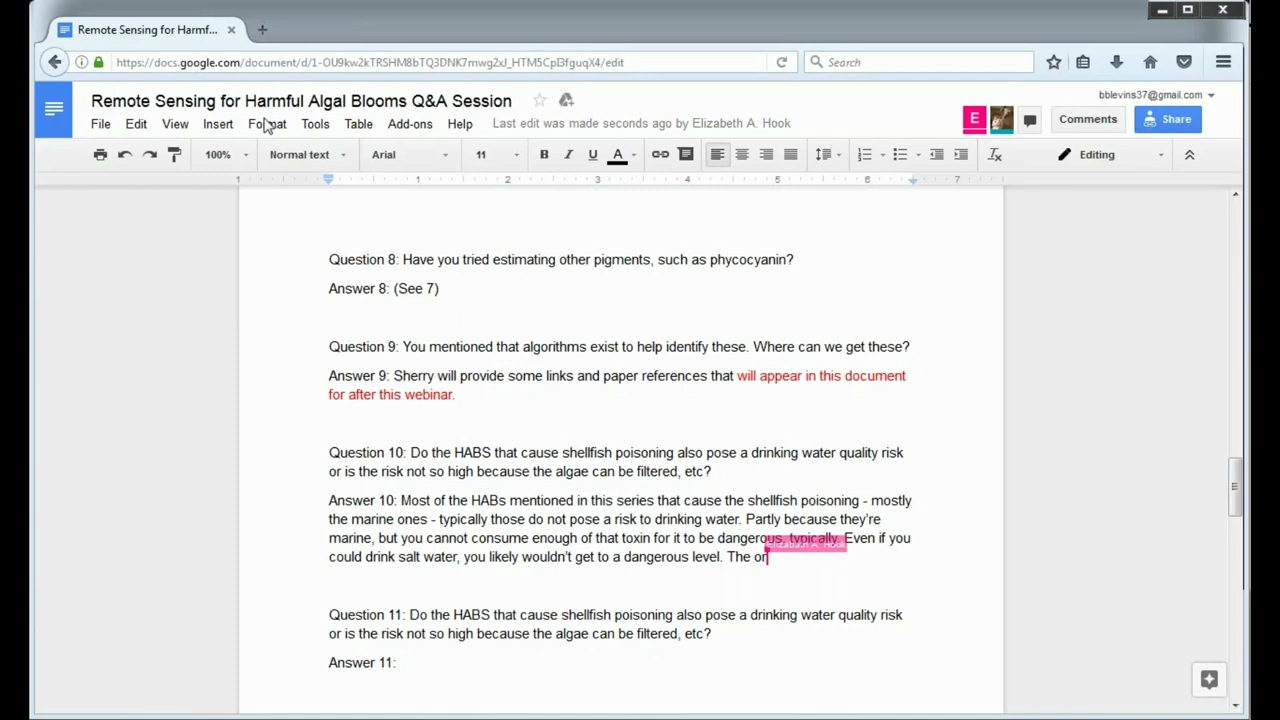 Remote Sensing for Harmf...
https://docs.google.com/document/d/1-OU9kw2kTRSHM8bTQ3DNK7mwg2xJ_HTM5CpI3fguqX4/edit
Search
Remote Sensing for Harmful Algal Blooms Q&A Session
bblevins37@gmail.com
File Edit View Insert Tools Table Add-ons Help Last edit was made seconds ago by Elizabeth A. Hook
E
Comments
Share
100% Normal text Arial 11 B I U A Editing
1 1 2 3 4 5 6 7
Question 8: Have you tried estimating other pigments, such as phycocyanin?
Answer 8: (See 7)
Question 9: You mentioned that algorithms exist to help identify these. Where can we get these?
Answer 9: Sherry will provide some links and paper references that will appear in this document
for after this webinar.
Question 10: Do the HABS that cause shellfish poisoning also pose a drinking water quality risk
or is the risk not so high because the algae can be filtered, etc?
Answer 10: Most of the HABs mentioned in this series that cause the shellfish poisoning - mostly
the marine ones - typically those do not pose a risk to drinking water. Partly because they're
marine, but you cannot consume enough of that toxin for it to be dangerous, typically. Even if you
Elizabeth A. Hook
could drink salt water, you likely wouldn't get to a dangerous level. The or
Question 11: Do the HABS that cause shellfish poisoning also pose a drinking water quality risk
or is the risk not so high because the algae can be filtered, etc?
Answer 11: